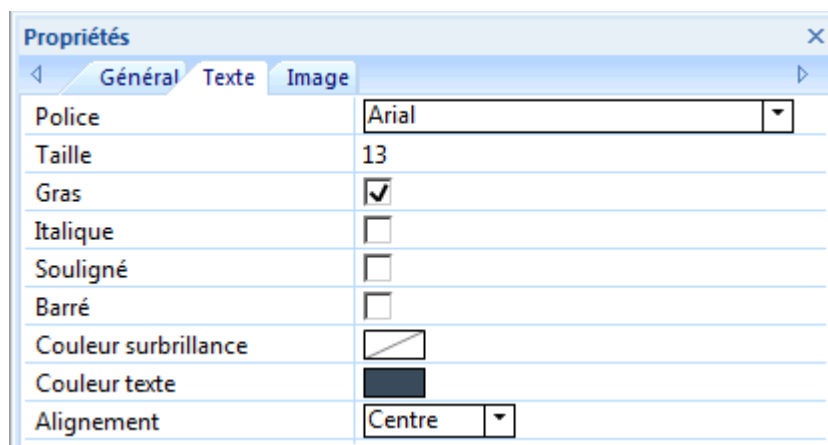 Propriétés
Général Texte Image
Police Arial
Taille 13
Gras
Italique
Souligné
Barré
Couleur surbrillance
Couleur texte
Alignement Centre